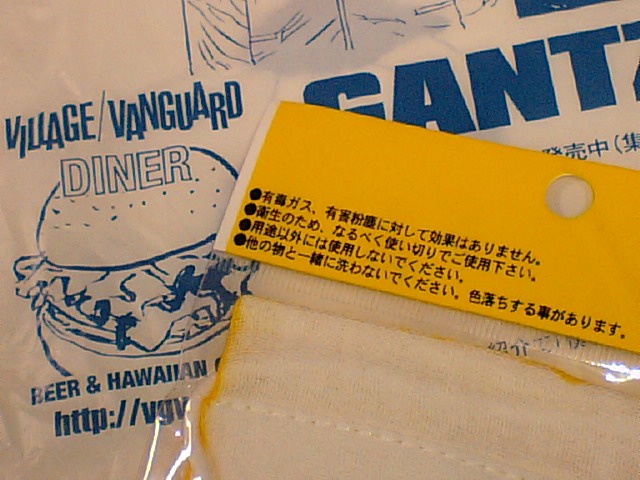 VILLAGE/VANGUARD
DINER
BEER & HAWAIIAN
http://vgv
GANTZ
発売中(集
●有毒ガス、有害粉塵に対して効果はありません。
●衛生のため、なるべく使い切りでご使用下さい。
●用途以外には使用しないでください。
●他の物と一緒に洗わないでください。色落ちする事があります。